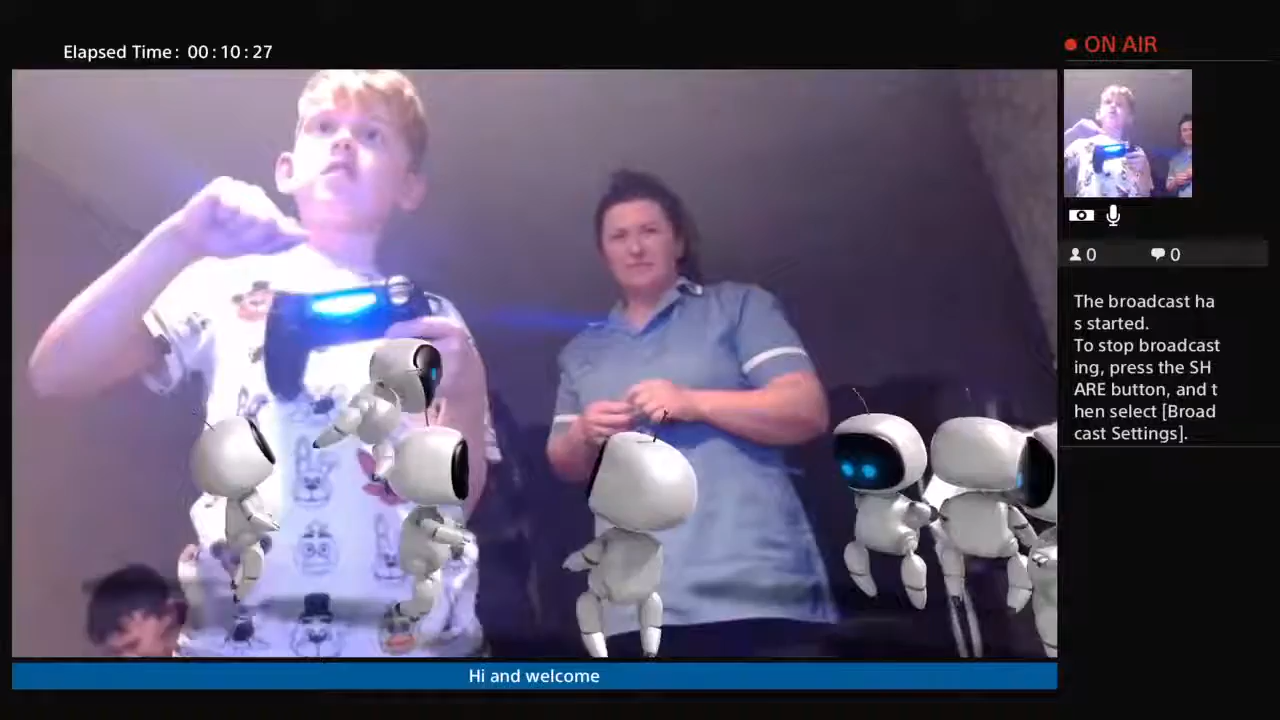 Elapsed Time: 00:10:27
ON AIR
0 0
The broadcast ha
s started.
To stop broadcast
ing, press the SH
ARE button, and t
hen select [Broad
cast Settings].
Hi and welcome